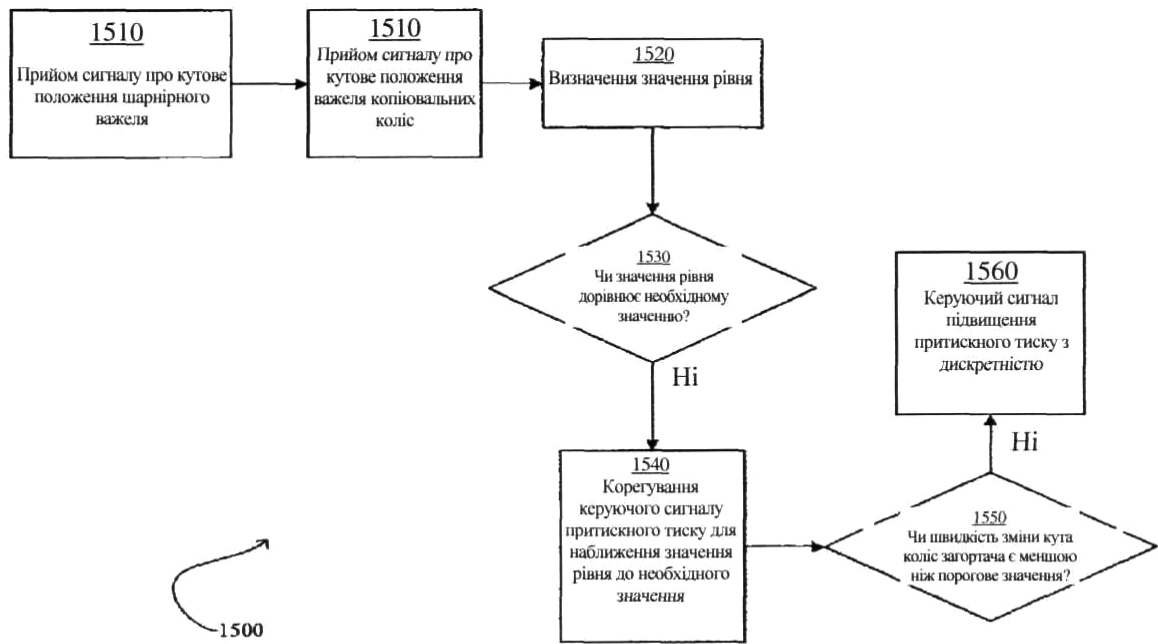 1510
Прийом сигналу про кутове
положення шарнірного
важеля
1510
Прийом сигналу про
кутове положення
важеля копіювальних
коліс
1520
Визначення значення рівня
1530
Чи значення рівня
дорівнює необхідному
значенню?
Ні
1540
Корегування
керуючого сигналу
притискного тиску для
наближення значення
рівня до необхідного
значення
1550
Чи швидкість зміни кута
коліс загортача є меншою
ніж порогове значення?
Ні
1560
Керуючий сигнал
підвищення
притискного тиску з
дискретністю
1500